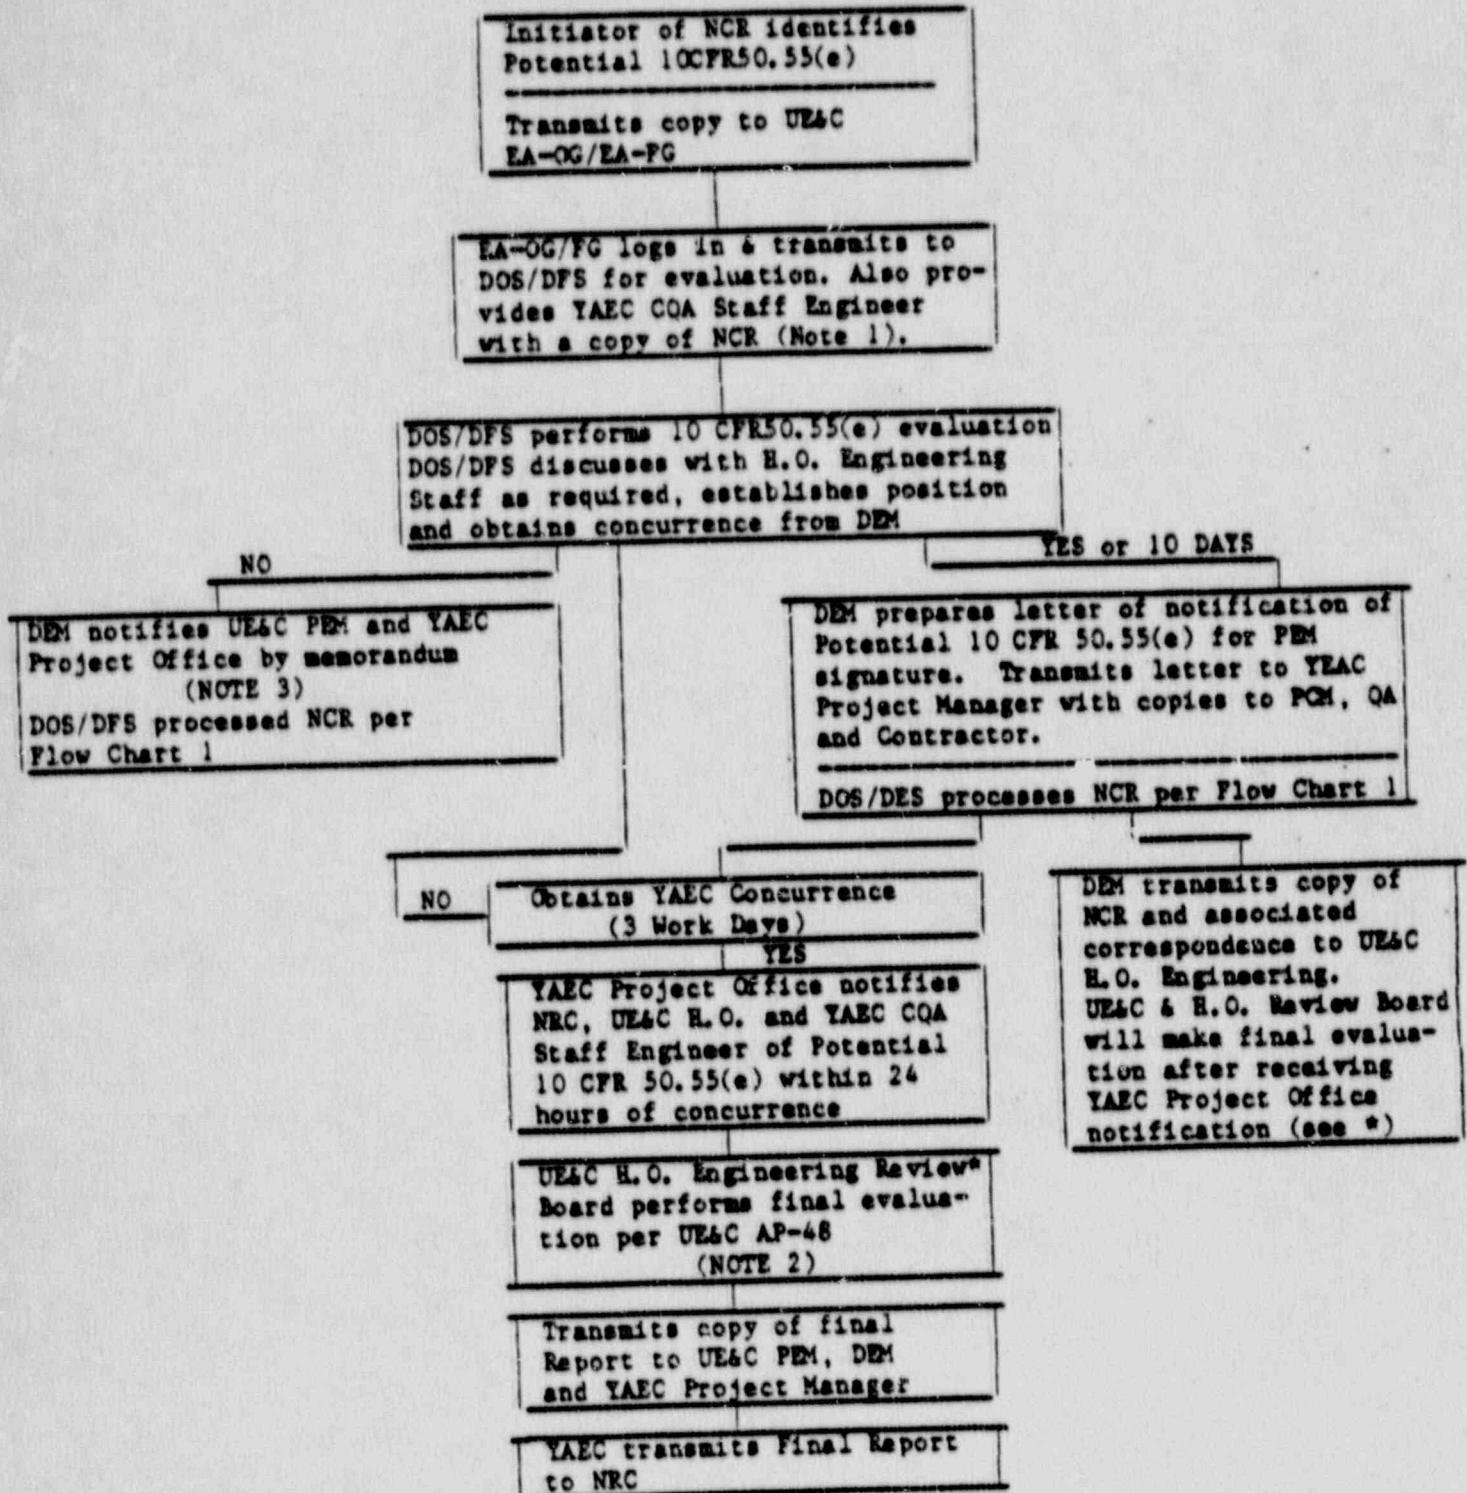 Initiator of NCR identifies
Potential 10CFR50.55(e)
Transmits copy to UE&C
EA-OG/EA-FG
EA-OG/FG logs in & transmits to
DOS/DFS for evaluation. Also pro-
vides YAEC CQA Staff Engineer
with a copy of NCR (Note 1).
DOS/DFS performs 10 CFR50.55(e) evaluation
DOS/DFS discusses with H.O. Engineering
Staff as required, establishes position
and obtains concurrence from DEM
NO
YES or 10 DAYS
DEM notifies UE&C PEM and YAEC
Project Office by memorandum
(NOTE 3)
DOS/DFS processed NCR per
Flow Chart 1
DEM prepares letter of notification of
Potential 10 CFR 50.55(e) for PEM
signature. Transmits letter to YEAC
Project Manager with copies to PCM, QA
and Contractor.
DOS/DES processes NCR per Flow Chart 1
NO
Obtains YAEC Concurrence
(3 Work Days)
YES
YAEC Project Office notifies
NRC, UE&C H.O. and YAEC CQA
Staff Engineer of Potential
10 CFR 50.55(e) within 24
hours of concurrence
DEM transmits copy of
NCR and associated
correspondence to UE&C
H.O. Engineering.
UE&C & H.O. Review Board
will make final evalua-
tion after receiving
YAEC Project Office
notification (see *)
UE&C H.O. Engineering Review*
Board performs final evalua-
tion per UE&C AP-48
(NOTE 2)
Transmits copy of final
Report to UE&C PEM, DEM
and YAEC Project Manager
YAEC transmits Final Report
to NRC